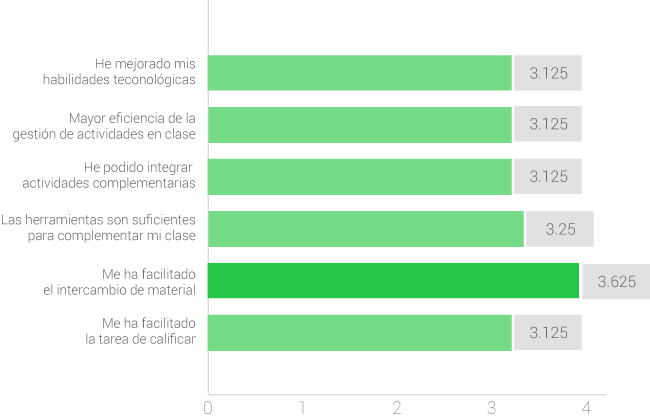 He mejorado mis
habilidades teconológicas
3.125
Mayor eficiencia de la
gestión de actividades en clase
3.125
He podido integrar
actividades complementarias
3.125
Las herramientas son suficientes
para complementar mi clase
3.25
Me ha facilitado
el intercambio de material
3.625
Me ha facilitado
la tarea de calificar
3.125
0 1 2 3 4